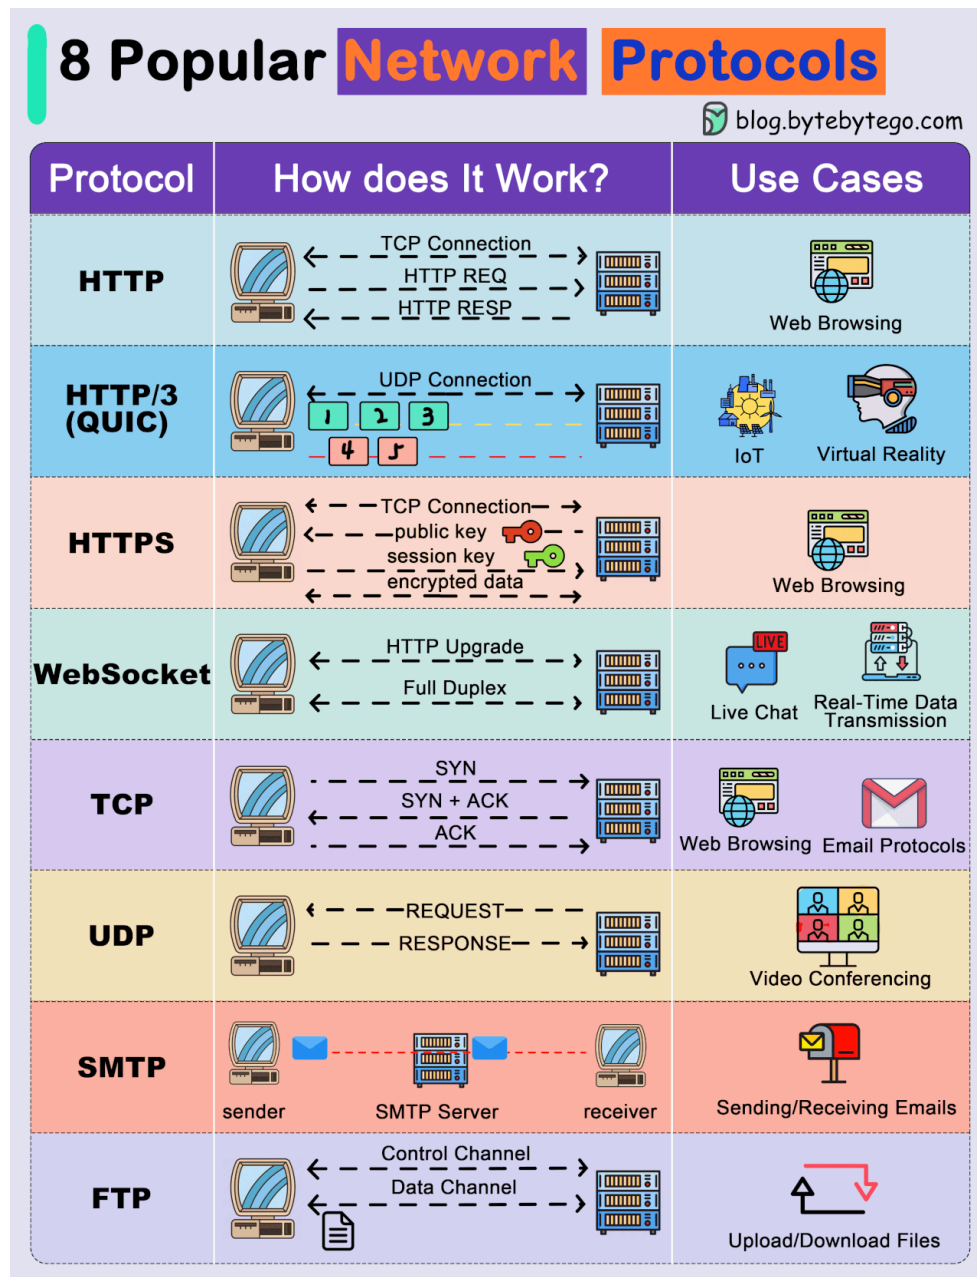 8 Popular Network Protocols
blog.bytebytego.com
Protocol
How does It Work?
Use Cases
HTTP
TCP Connection
HTTP REQ
HTTP RESP
Web Browsing
HTTP/3
(QUIC)
UDP Connection
1 2 3
4 5
IoT
Virtual Reality
HTTPS
TCP Connection
public key
session key
encrypted data
Web Browsing
WebSocket
HTTP Upgrade
Full Duplex
LIVE
Live Chat
Real-Time Data
Transmission
TCP
SYN
SYN + ACK
ACK
Web Browsing
Email Protocols
UDP
REQUEST
RESPONSE
Video Conferencing
SMTP
sender
SMTP Server
receiver
Sending/Receiving Emails
FTP
Control Channel
Data Channel
Upload/Download Files